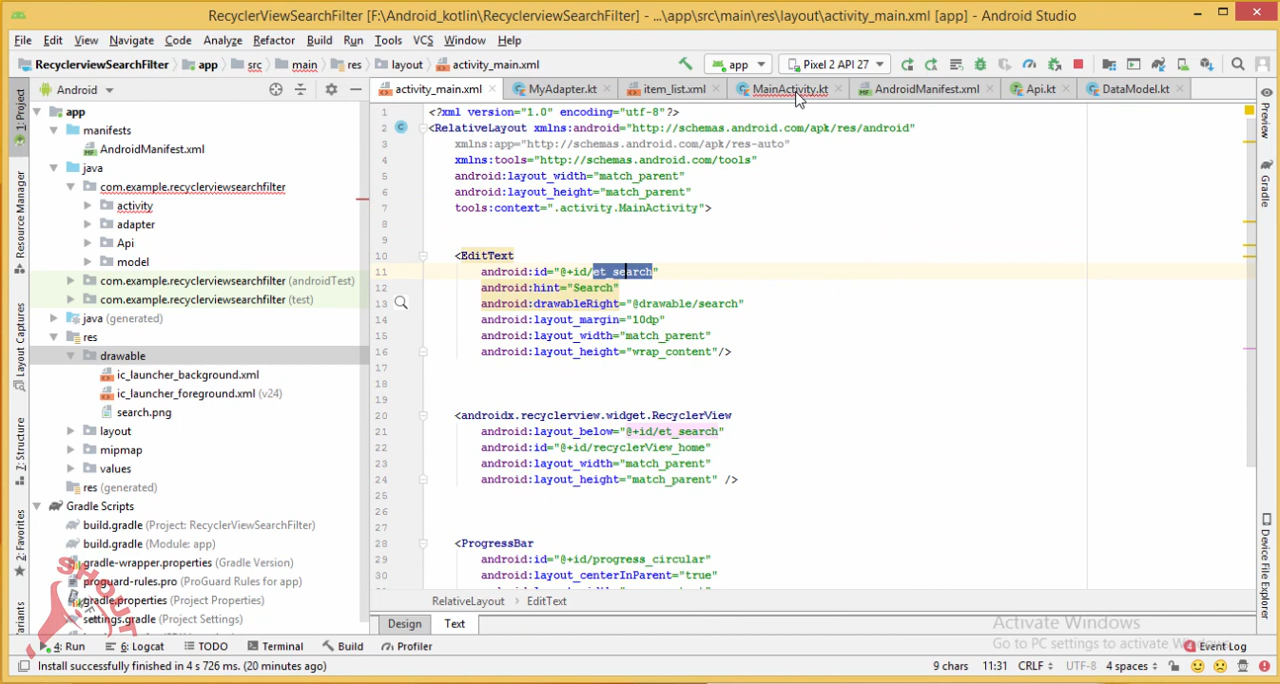 RecyclerViewSearchFilter [F:\Android_kotlin\RecyclerviewSearchFilter] - ...\app\src\main\res\layout\activity_main.xml [app] - Android Studio
File Edit View Navigate Code Analyze Refactor Build Run Tools VCS Window Help
RecyclerviewSearchFilter app src main res layout activity_main.xml app Pixel 2 API 27
Android activity_main.xml MyAdapter.kt item_list.xml MainActivity.kt AndroidManifest.xml Api.kt DataModel.kt
1: Project
Resource Manager
Layout Captures
Z: Structure
2: Favorites
app
manifests
AndroidManifest.xml
java
com.example.recyclerviewsearchfilter
activity
adapter
Api
model
com.example.recyclerviewsearchfilter (androidTest)
com.example.recyclerviewsearchfilter (test)
java (generated)
res
drawable
ic_launcher_background.xml
ic_launcher_foreground.xml (v24)
search.png
layout
mipmap
values
res (generated)
Gradle Scripts
build.gradle (Project: RecyclerViewSearchFilter)
build.gradle (Module: app)
gradle-wrapper.properties (Gradle Version)
proguard-rules.pro (ProGuard Rules for app)
gradle.properties (Project Properties)
settings.gradle (Project Settings)
SHOUT
1 <?xml version="1.0" encoding="utf-8"?>
2 <RelativeLayout xmlns:android="http://schemas.android.com/apk/res/android"
3 xmlns:app="http://schemas.android.com/apk/res-auto"
4 xmlns:tools="http://schemas.android.com/tools"
5 android:layout_width="match_parent"
6 android:layout_height="match_parent"
7 tools:context=".activity.MainActivity">
8
9
10 <EditText
11 android:id="@+id/et_search"
12 android:hint="Search"
13 android:drawableRight="@drawable/search"
14 android:layout_margin="10dp"
15 android:layout_width="match_parent"
16 android:layout_height="wrap_content"/>
17
18
19
20 <androidx.recyclerview.widget.RecyclerView
21 android:layout_below="@+id/et_search"
22 android:id="@+id/recyclerView_home"
23 android:layout_width="match_parent"
24 android:layout_height="match_parent" />
25
26
27
28 <ProgressBar
29 android:id="@+id/progress_circular"
30 android:layout_centerInParent="true"
RelativeLayout EditText
Design Text
Preview
Gradle
Device File Explorer
Activate Windows
Go to PC settings to activate Windows.
4: Run 6: Logcat TODO Terminal Build Profiler 4 Event Log
Install successfully finished in 4 s 726 ms. (20 minutes ago) 9 chars 11:31 CRLF UTF-8 4 spaces